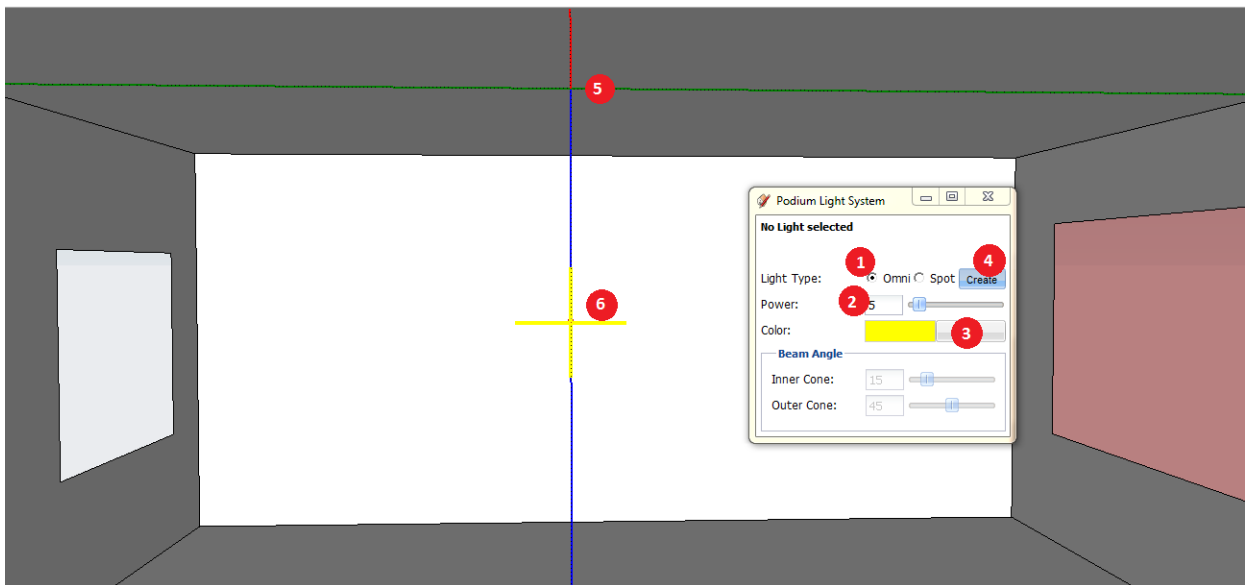 5
Podium Light System
No Light selected
1
4
Light Type: Omni Spot Create
2
Power: 5
6
Color:
3
Beam Angle
Inner Cone: 15
Outer Cone: 45